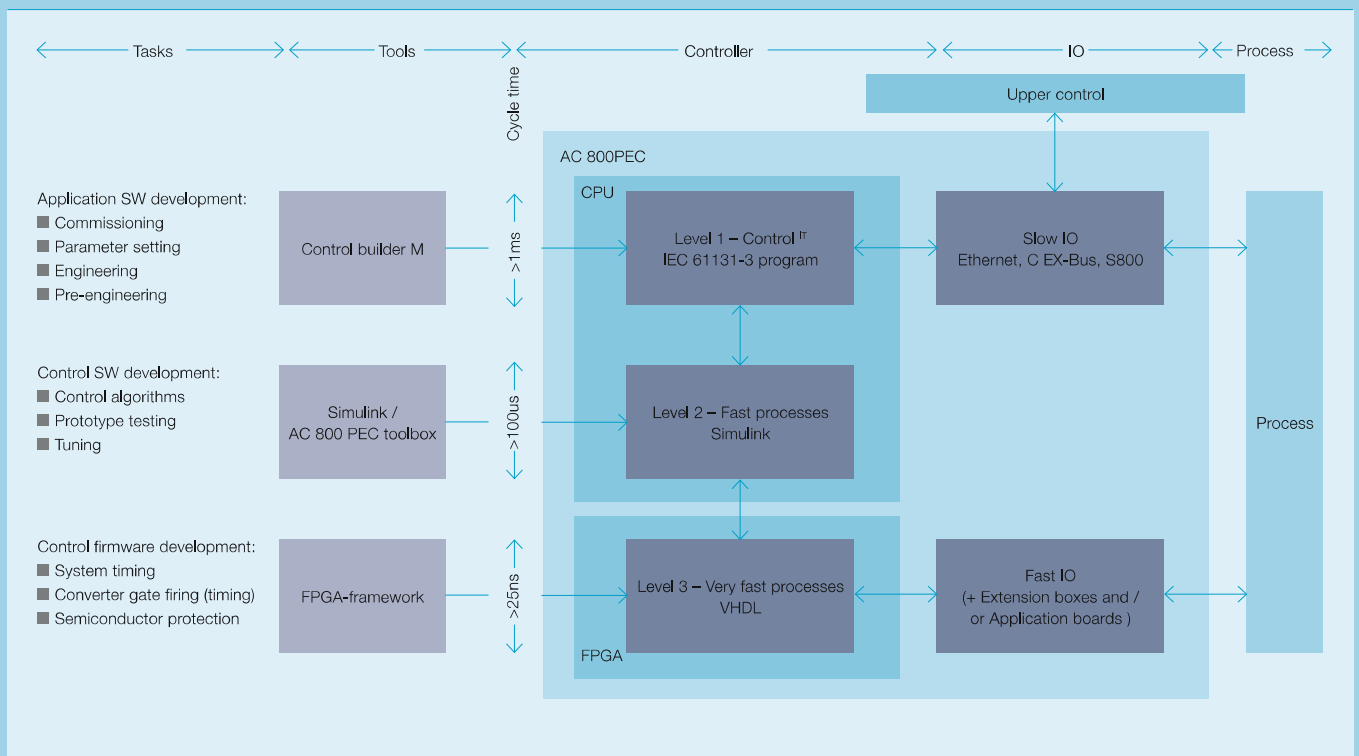 Tasks
Tools
Cycle time
Controller
IO
Process
Upper control
AC 800PEC
CPU
Application SW development:
Commissioning
Parameter setting
Engineering
Pre-engineering
Control builder M
>1ms
Level 1 – Control IT
IEC 61131-3 program
Slow IO
Ethernet, C EX-Bus, S800
Control SW development:
Control algorithms
Prototype testing
Tuning
Simulink /
AC 800 PEC toolbox
>100us
Level 2 – Fast processes
Simulink
Process
Control firmware development:
System timing
Converter gate firing (timing)
Semiconductor protection
FPGA-framework
>25ns
Level 3 – Very fast processes
VHDL
FPGA
Fast IO
(+ Extension boxes and /
or Application boards )